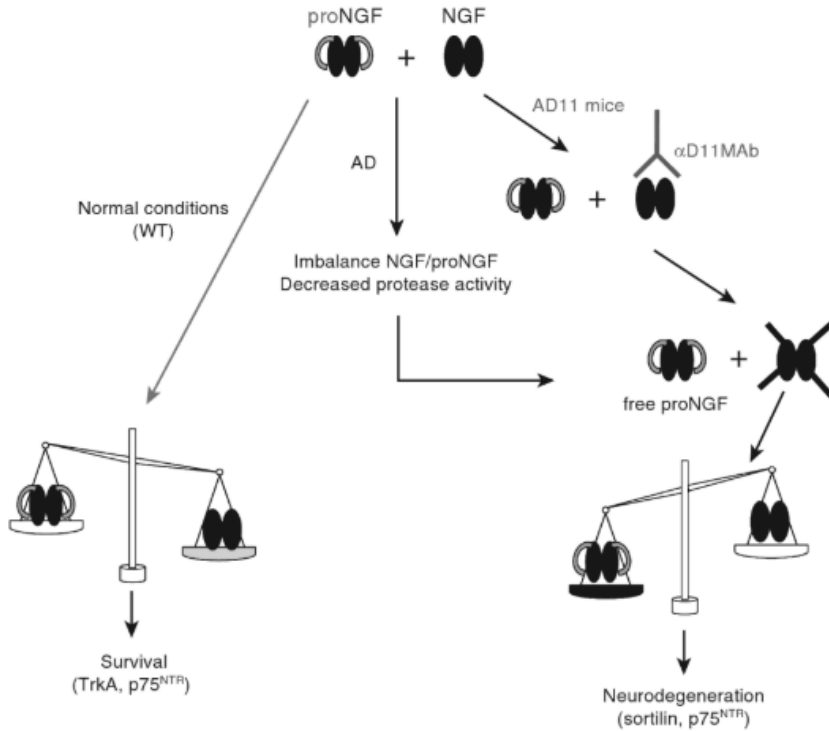 proNGF
NGF
+
AD11 mice
αD11MAb
AD
+
Normal conditions
(WT)
Imbalance NGF/proNGF
Decreased protease activity
+
free proNGF
Survival
(TrkA, p75NTR)
Neurodegeneration
(sortilin, p75NTR)